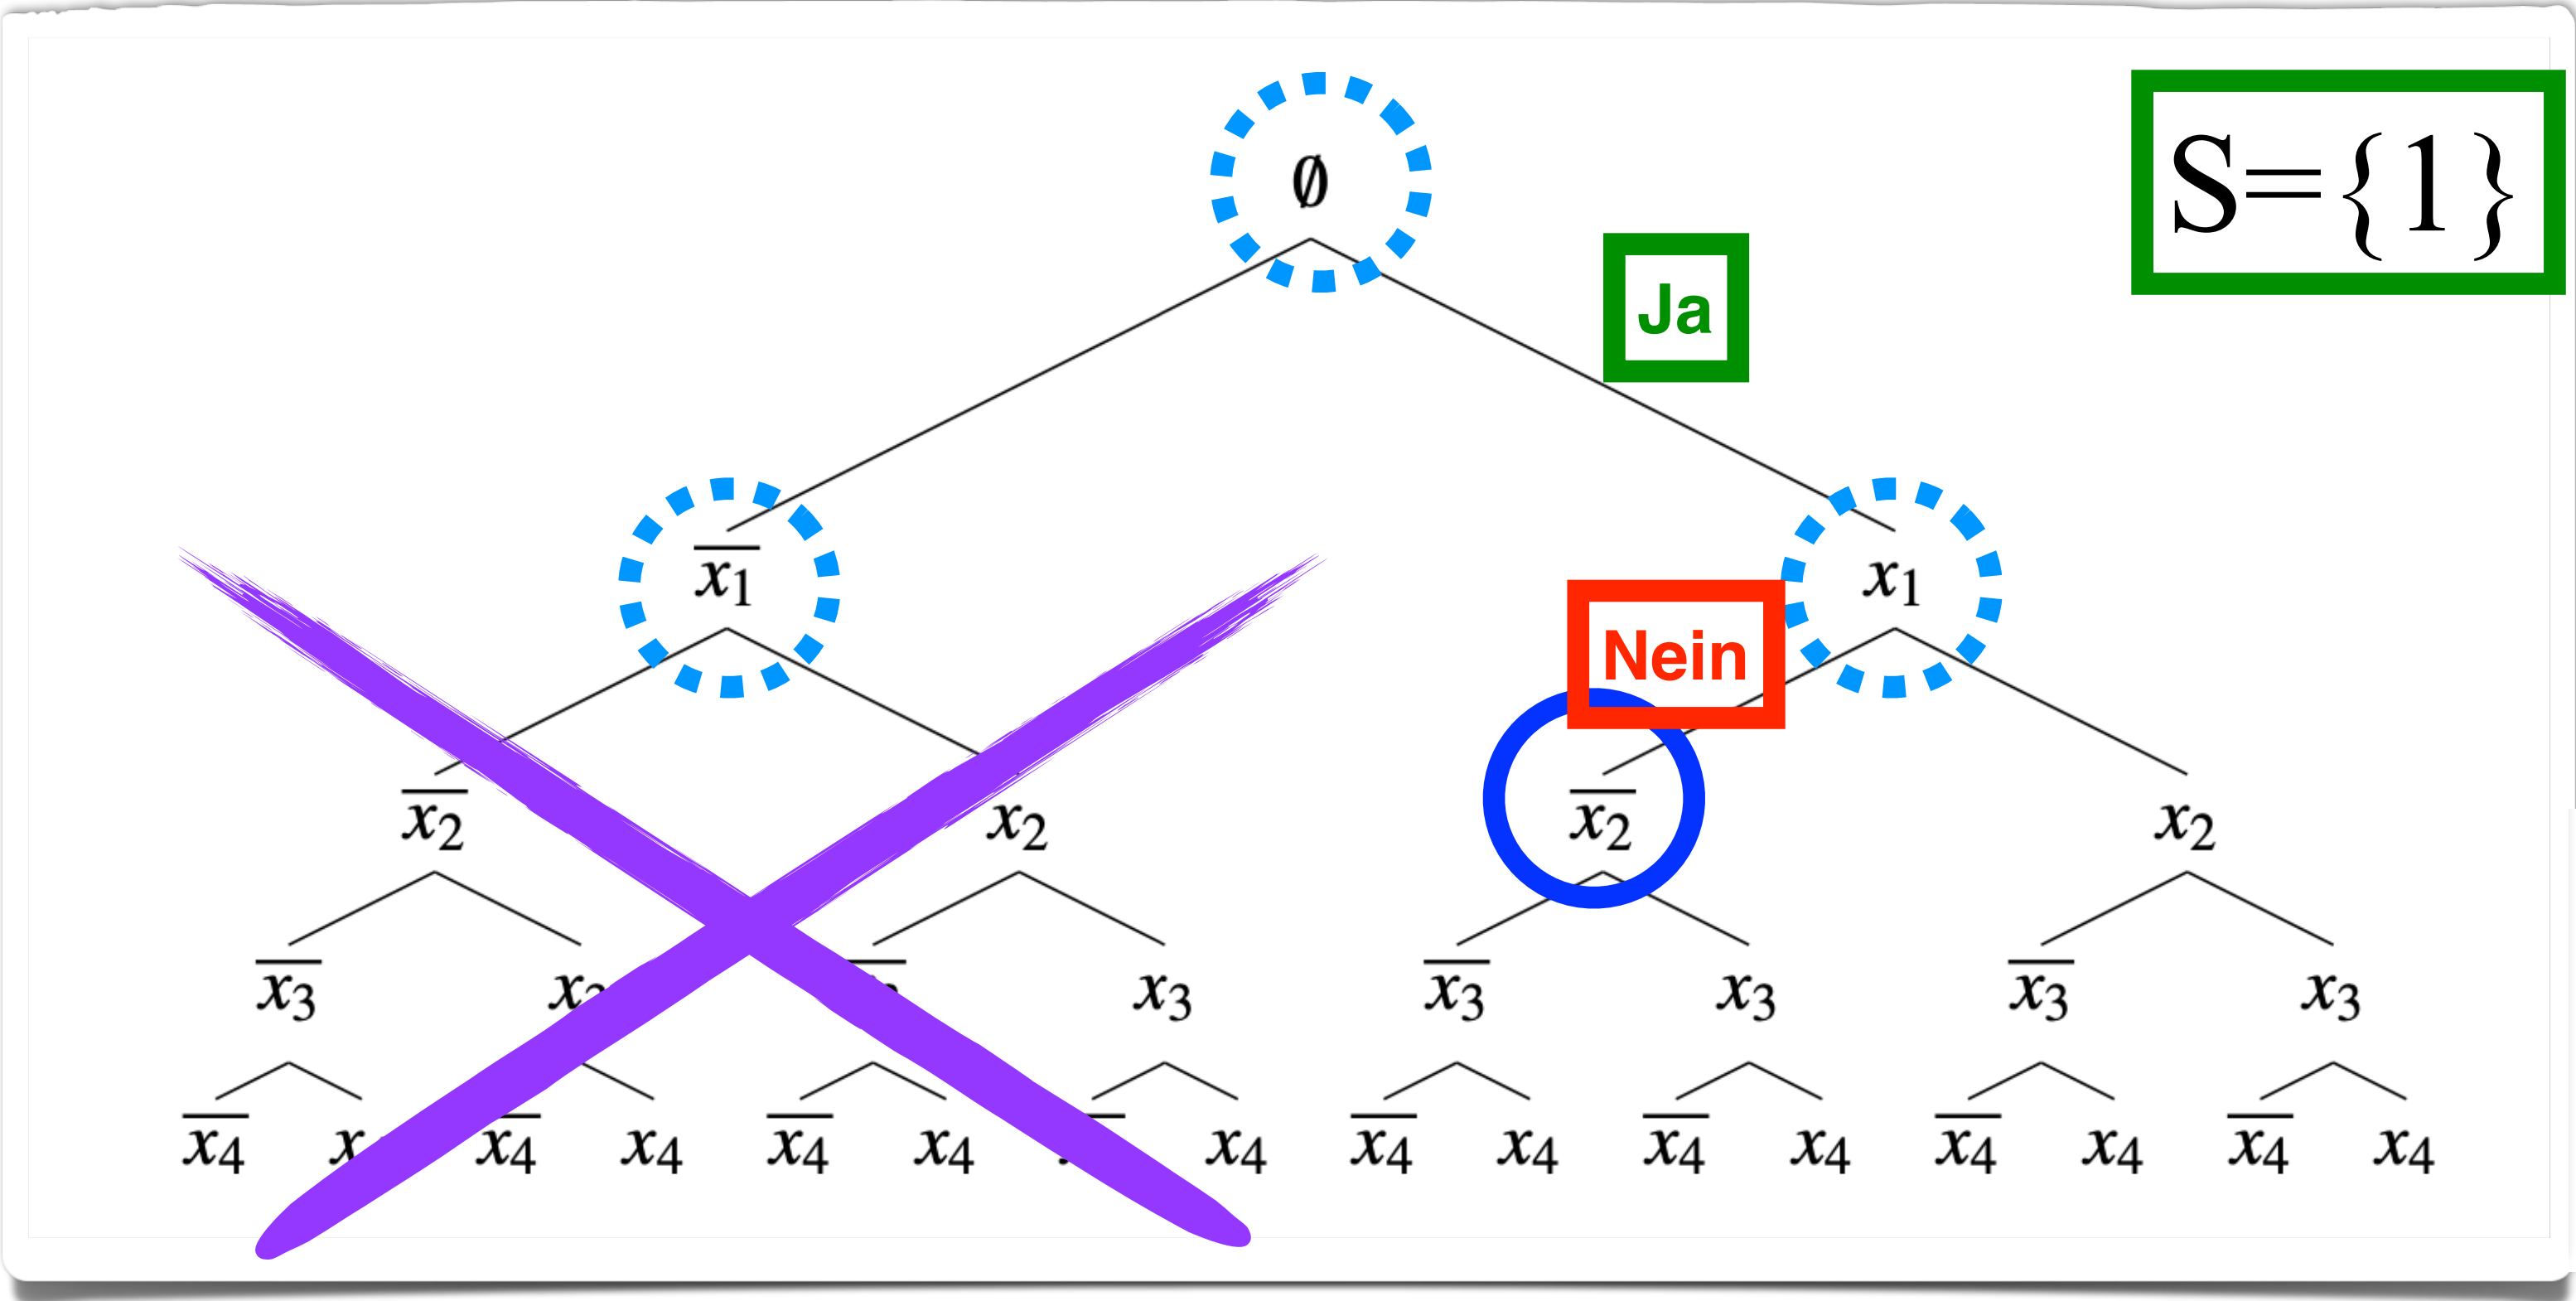 ∅
S={1}
Ja
x̅₁ x₁
Nein
x̅₂ x₂ x̅₂ x₂
x̅₃ x₃ x̅₃ x₃ x̅₃ x₃
x̅₄ x̅₄ x₄ x̅₄ x₄ x₄ x̅₄ x₄ x̅₄ x₄ x̅₄ x₄ x̅₄ x₄